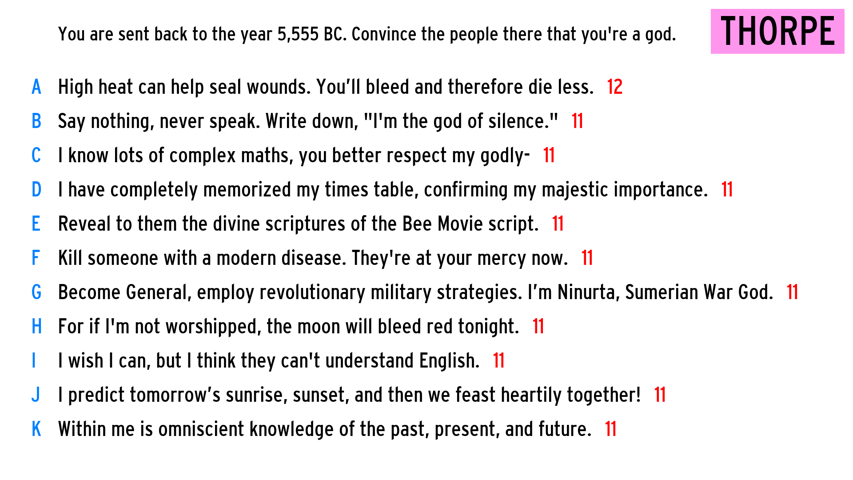 You are sent back to the year 5,555 BC. Convince the people there that you're a god.
THORPE
A High heat can help seal wounds. You’ll bleed and therefore die less. 12
B Say nothing, never speak. Write down, "I'm the god of silence." 11
C I know lots of complex maths, you better respect my godly- 11
D I have completely memorized my times table, confirming my majestic importance. 11
E Reveal to them the divine scriptures of the Bee Movie script. 11
F Kill someone with a modern disease. They're at your mercy now. 11
G Become General, employ revolutionary military strategies. I’m Ninurta, Sumerian War God. 11
H For if I'm not worshipped, the moon will bleed red tonight. 11
I I wish I can, but I think they can't understand English. 11
J I predict tomorrow’s sunrise, sunset, and then we feast heartily together! 11
K Within me is omniscient knowledge of the past, present, and future. 11